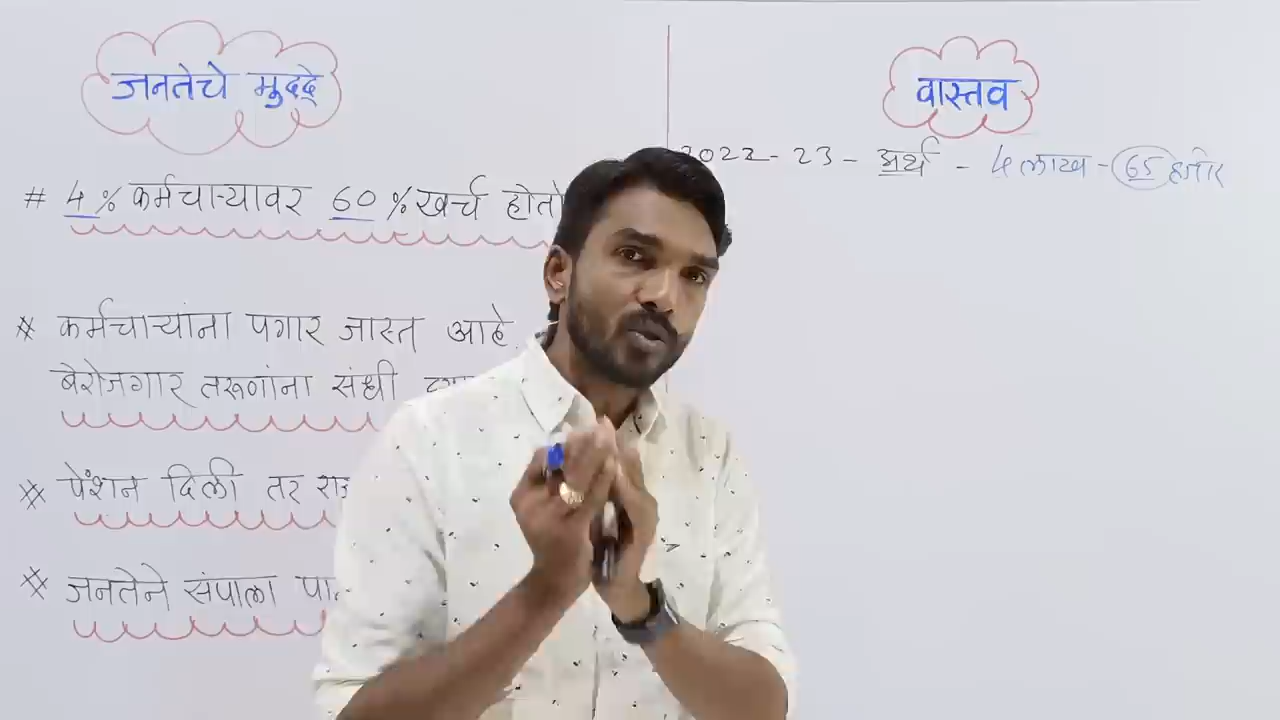 जनतेचे मुद्दे
# 4% कर्मचाऱ्यावर 60% खर्च होतो
* कर्मचाऱ्यांना पगार जास्त आहे.
बेरोजगार तरूणांना संधी
* पेंशन दिली तर
* जनतेने संपाला
वास्तव
2022-23 - अर्थ - 4 लाख - 65 हजार